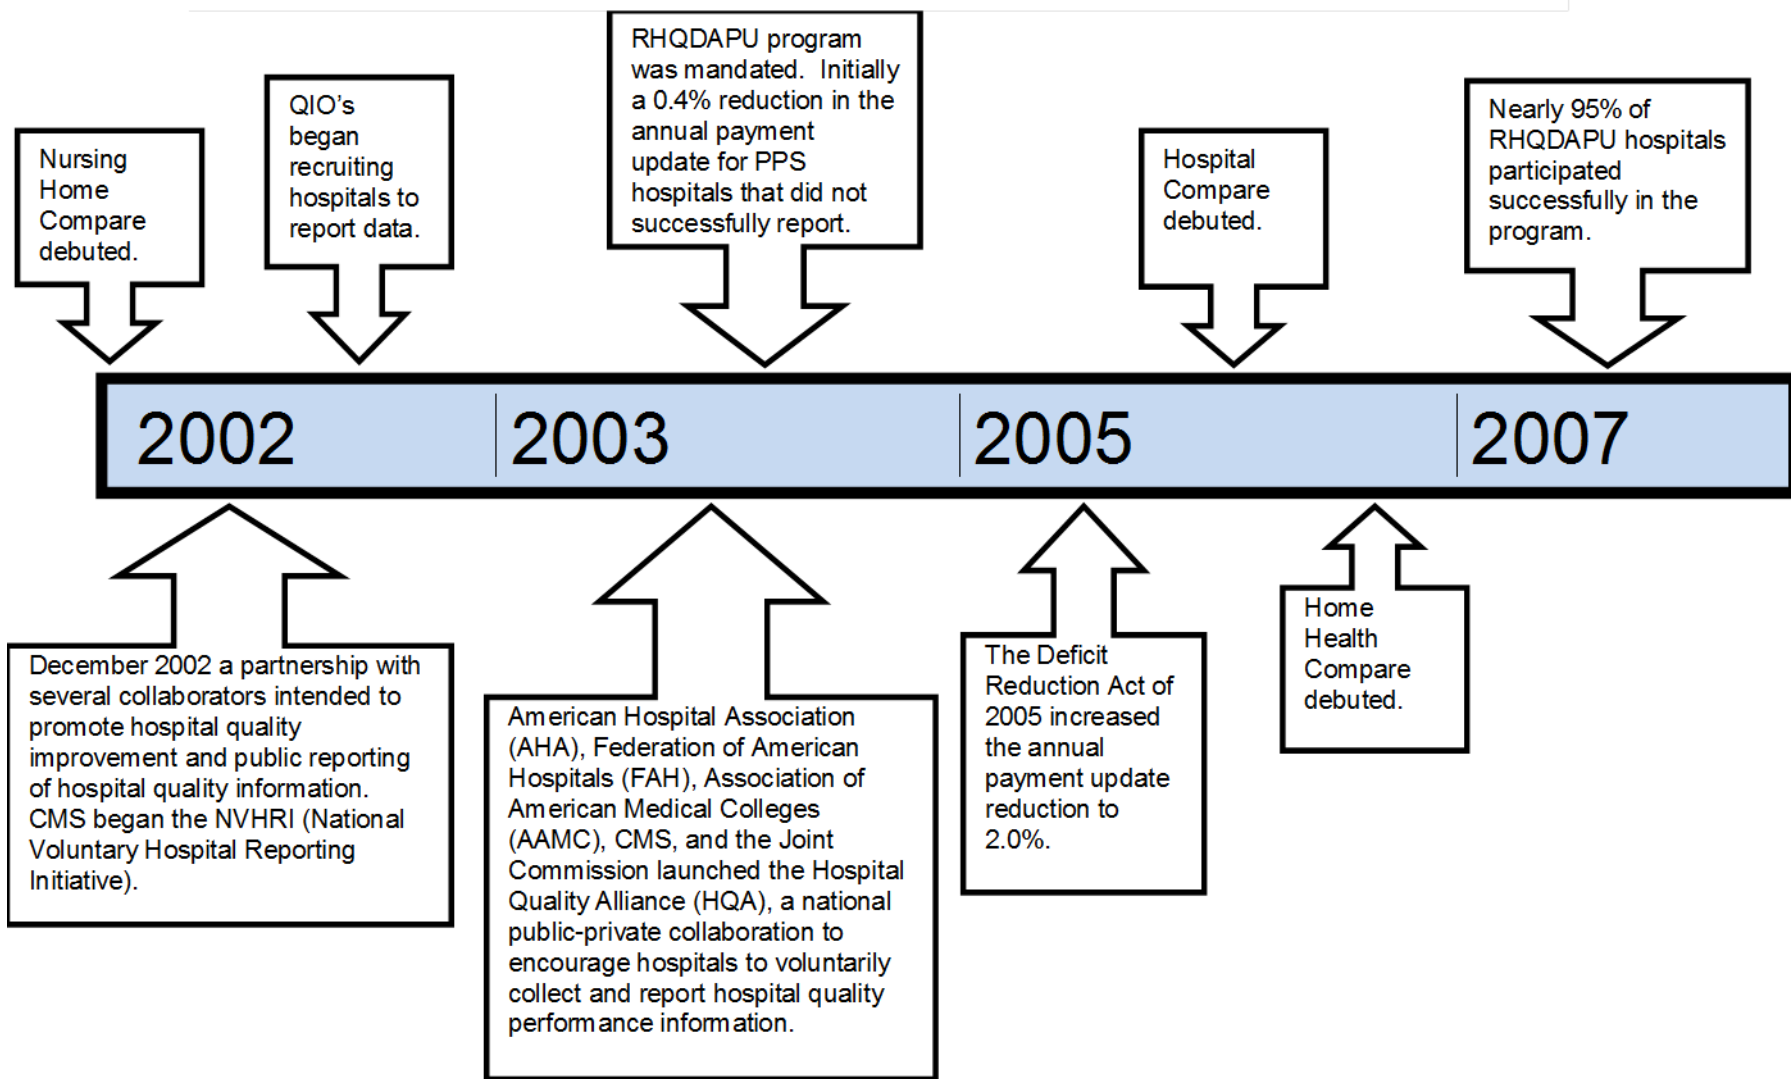 Nursing
Home
Compare
debuted.
QIO's
began
recruiting
hospitals to
report data.
RHQDAPU program
was mandated.  Initially
a 0.4% reduction in the
annual payment
update for PPS
hospitals that did not
successfully report.
Hospital
Compare
debuted.
Nearly 95% of
RHQDAPU hospitals
participated
successfully in the
program.
2002
2003
2005
2007
December 2002 a partnership with
several collaborators intended to
promote hospital quality
improvement and public reporting
of hospital quality information.
CMS began the NVHRI (National
Voluntary Hospital Reporting
Initiative).
American Hospital Association
(AHA), Federation of American
Hospitals (FAH), Association of
American Medical Colleges
(AAMC), CMS, and the Joint
Commission launched the Hospital
Quality Alliance (HQA), a national
public-private collaboration to
encourage hospitals to voluntarily
collect and report hospital quality
performance information.
The Deficit
Reduction Act of
2005 increased
the annual
payment update
reduction to
2.0%.
Home
Health
Compare
debuted.